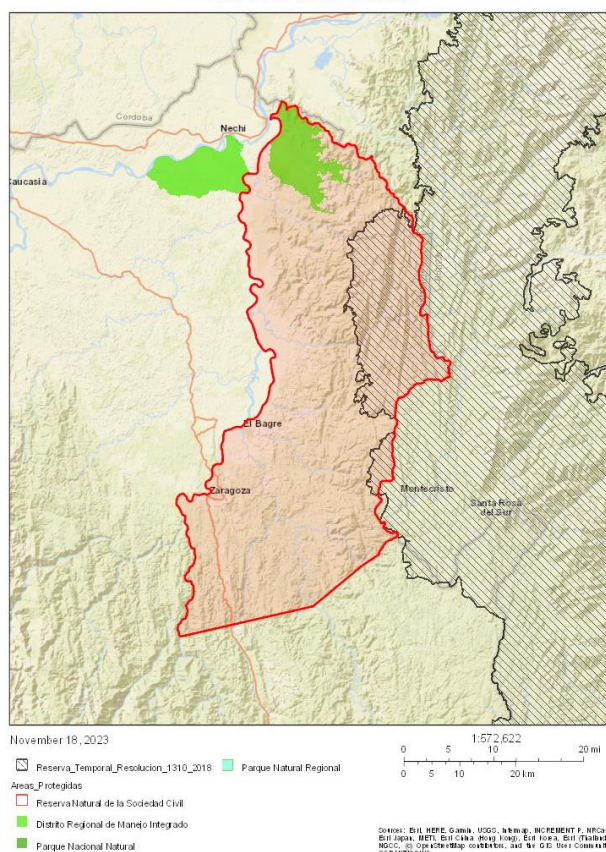 Cordoba
Nechí
Caucasia
El Bagre
Zaragoza
Montecristo
Santa Rosa
del Sur
November 18, 2023
1:572,622
0 5 10 20 mi
0 5 10 20 km
Reserva_Temporal_Resolucion_1310_2018
Parque Natural Regional
Areas_Protegidas
Reserva Natural de la Sociedad Civil
Distrito Regional de Manejo Integrado
Parque Nacional Natural
Sources: Esri, HERE, Garmin, USGS, Intermap, INCREMENT P, NRCan,
Esri Japan, METI, Esri China (Hong Kong), Esri Korea, Esri (Thailand),
NGCC, (c) OpenStreetMap contributors, and the GIS User Community